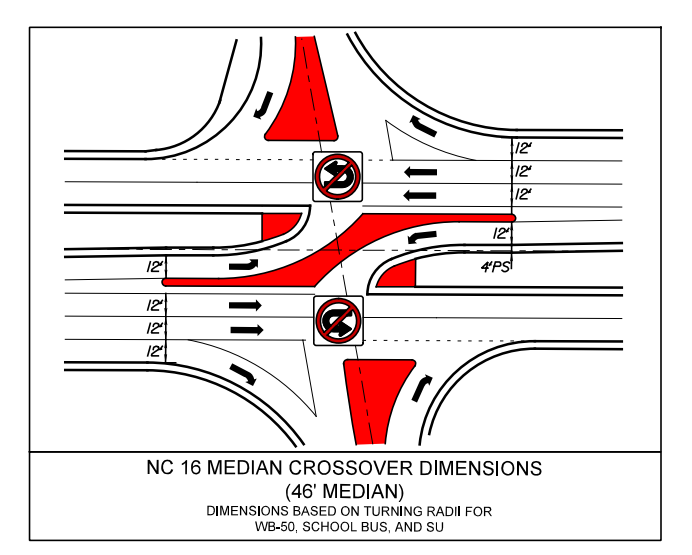 12'
12'
12'
12'
4'PS
12'
12'
12'
12'
NC 16 MEDIAN CROSSOVER DIMENSIONS
(46' MEDIAN)
DIMENSIONS BASED ON TURNING RADII FOR
WB-50, SCHOOL BUS, AND SU